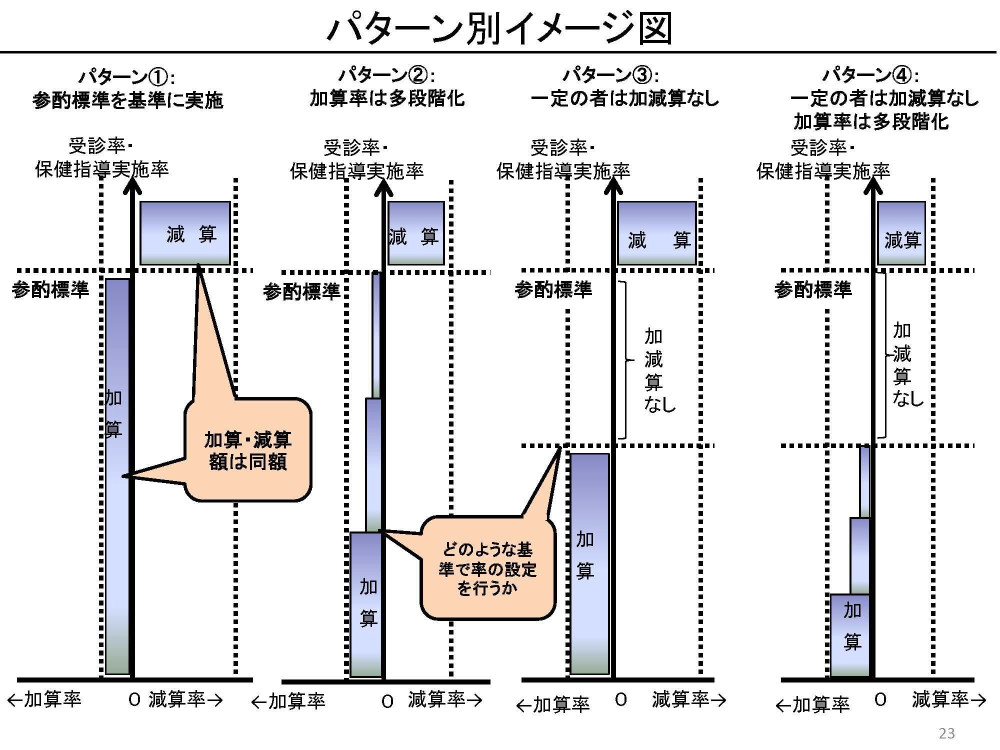 パターン別イメージ図
パターン①：
参酌標準を基準に実施
受診率・
保健指導実施率
減 算
参酌標準
加
算
加算・減算
額は同額
←加算率
0
減算率→
パターン②：
加算率は多段階化
受診率・
保健指導実施率
減 算
参酌標準
加
算
どのような基
準で率の設定
を行うか
←加算率
0
減算率→
パターン③：
一定の者は加減算なし
受診率・
保健指導実施率
減 算
参酌標準
加
減
算
なし
加
算
←加算率
0
減算率→
パターン④：
一定の者は加減算なし
加算率は多段階化
受診率・
保健指導実施率
減算
参酌標準
加
減
算
なし
加
算
←加算率
0
減算率→
23